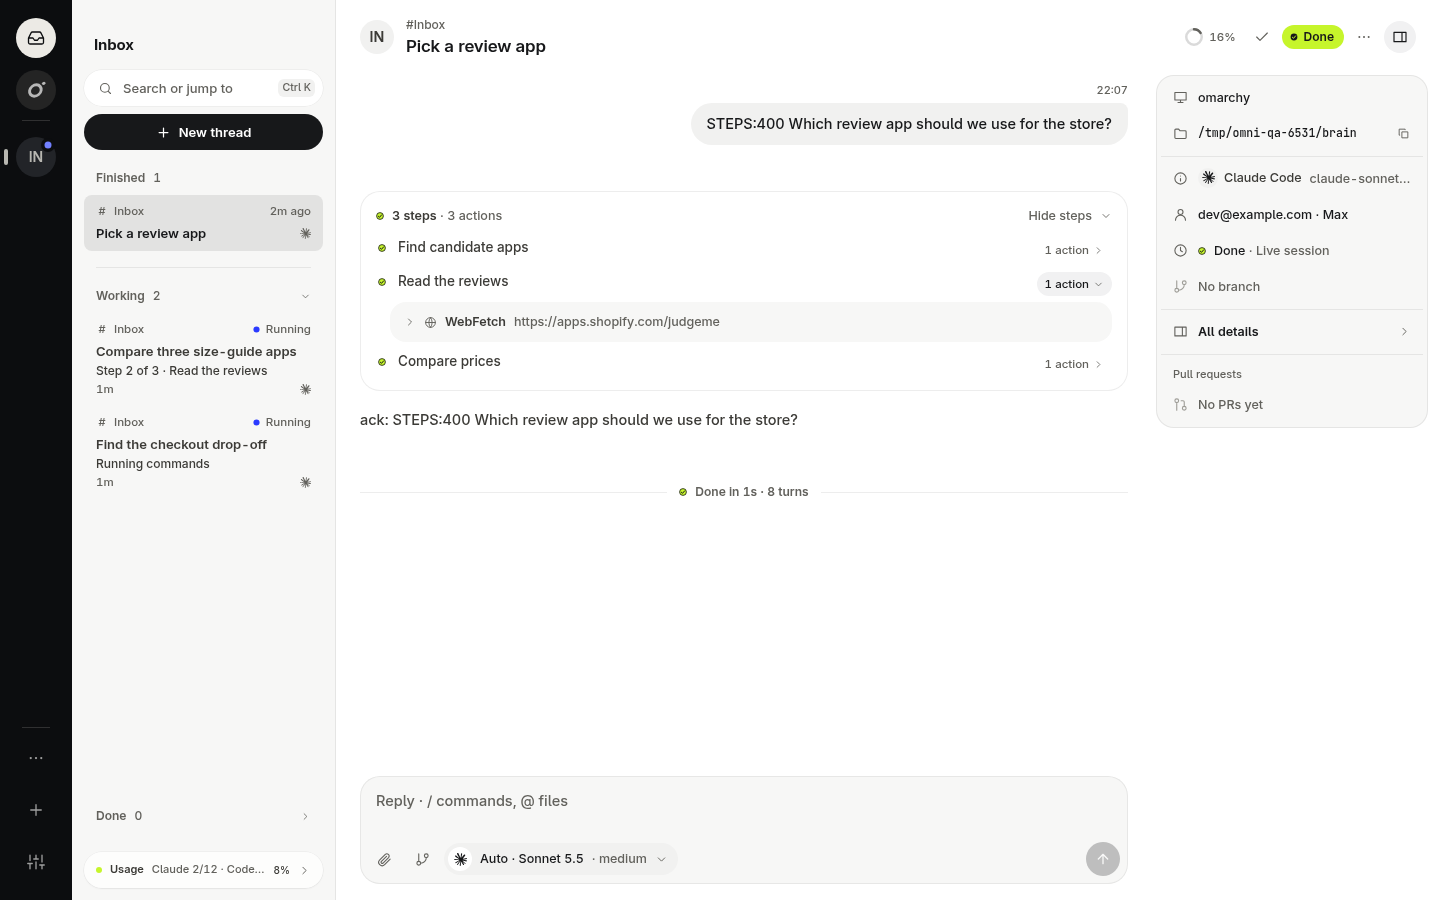 IN
Inbox
Search or jump to
Ctrl K
New thread
Finished 1
# Inbox 2m ago
Pick a review app
Working 2
# Inbox Running
Compare three size-guide apps
Step 2 of 3 · Read the reviews
1m
# Inbox Running
Find the checkout drop-off
Running commands
1m
Done 0
Usage Claude 2/12 · Code... 8%
IN
#Inbox
Pick a review app
16%
Done
22:07
STEPS:400 Which review app should we use for the store?
3 steps · 3 actions Hide steps
Find candidate apps 1 action
Read the reviews 1 action
WebFetch https://apps.shopify.com/judgeme
Compare prices 1 action
ack: STEPS:400 Which review app should we use for the store?
Done in 1s · 8 turns
Reply · / commands, @ files
Auto · Sonnet 5.5 · medium
omarchy
/tmp/omni-qa-6531/brain
Claude Code claude-sonnet...
dev@example.com · Max
Done · Live session
No branch
All details
Pull requests
No PRs yet